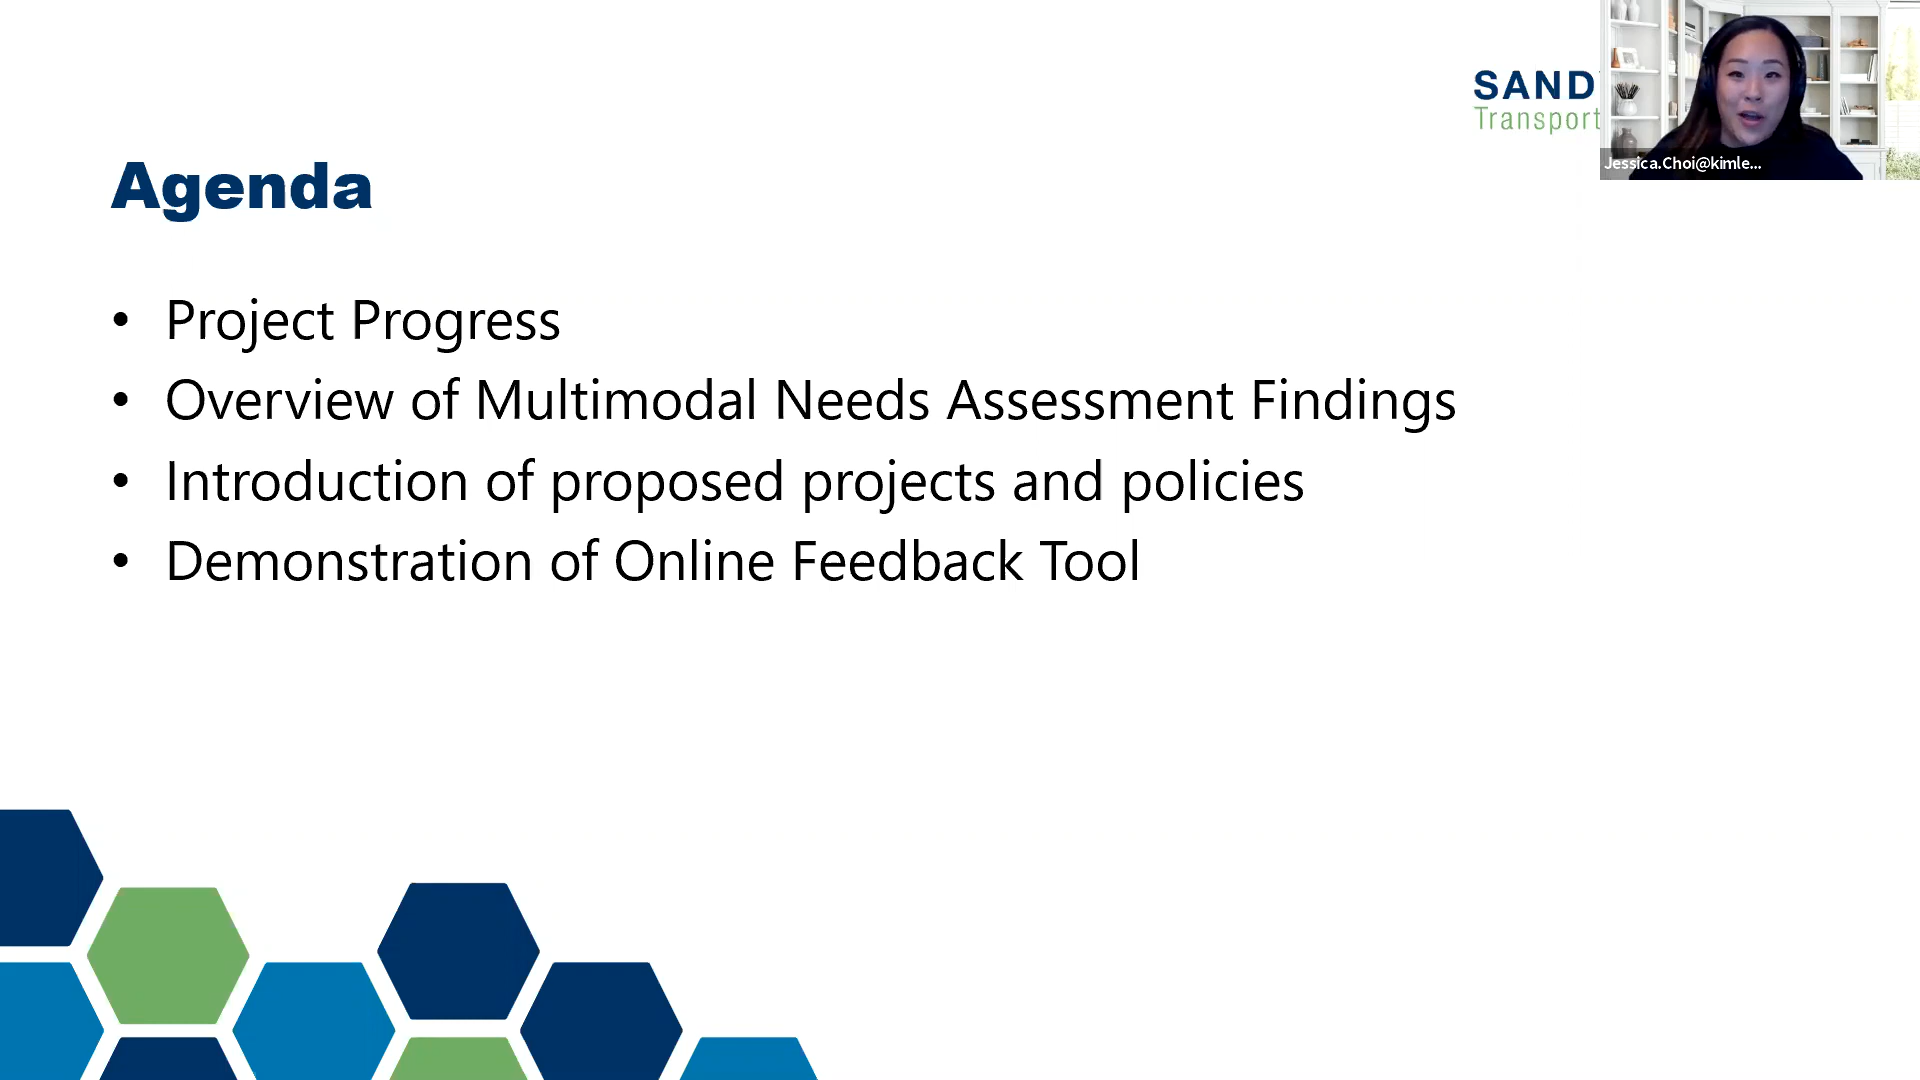 SAND
Transport
Jessica.Choi@kimle...
Agenda
• Project Progress
• Overview of Multimodal Needs Assessment Findings
• Introduction of proposed projects and policies
• Demonstration of Online Feedback Tool